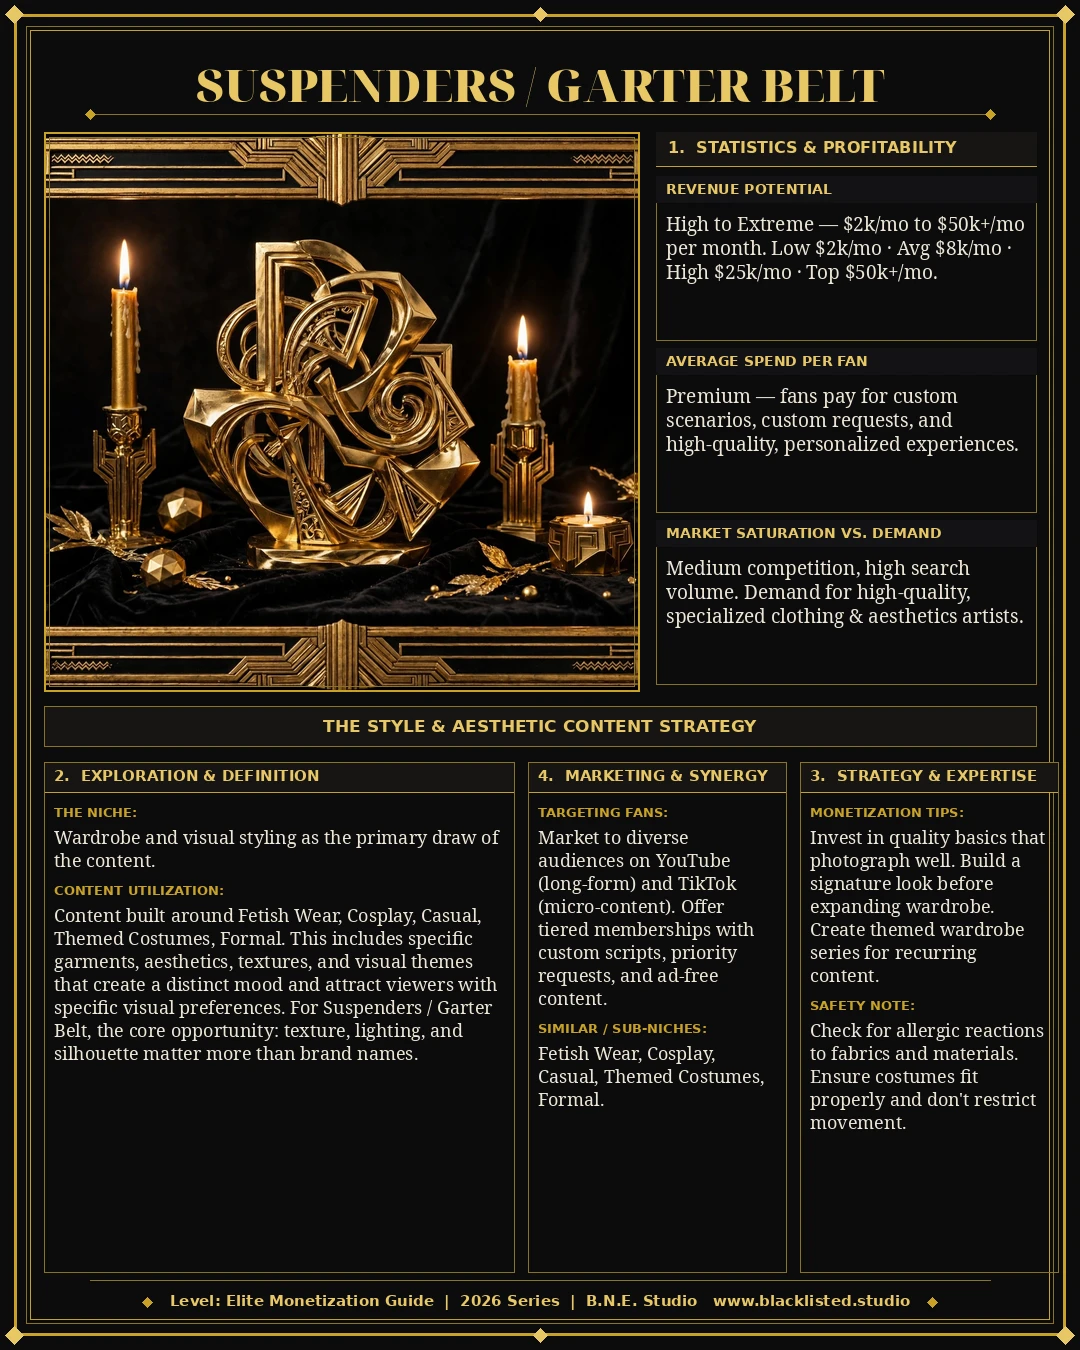 SUSPENDERS / GARTER BELT
1. STATISTICS & PROFITABILITY
REVENUE POTENTIAL
High to Extreme — $2k/mo to $50k+/mo
per month. Low $2k/mo · Avg $8k/mo ·
High $25k/mo · Top $50k+/mo.
AVERAGE SPEND PER FAN
Premium — fans pay for custom
scenarios, custom requests, and
high-quality, personalized experiences.
MARKET SATURATION VS. DEMAND
Medium competition, high search
volume. Demand for high-quality,
specialized clothing & aesthetics artists.
THE STYLE & AESTHETIC CONTENT STRATEGY
2. EXPLORATION & DEFINITION
THE NICHE:
Wardrobe and visual styling as the primary draw of
the content.
CONTENT UTILIZATION:
Content built around Fetish Wear, Cosplay, Casual,
Themed Costumes, Formal. This includes specific
garments, aesthetics, textures, and visual themes
that create a distinct mood and attract viewers with
specific visual preferences. For Suspenders / Garter
Belt, the core opportunity: texture, lighting, and
silhouette matter more than brand names.
4. MARKETING & SYNERGY
TARGETING FANS:
Market to diverse
audiences on YouTube
(long-form) and TikTok
(micro-content). Offer
tiered memberships with
custom scripts, priority
requests, and ad-free
content.
SIMILAR / SUB-NICHES:
Fetish Wear, Cosplay,
Casual, Themed Costumes,
Formal.
3. STRATEGY & EXPERTISE
MONETIZATION TIPS:
Invest in quality basics that
photograph well. Build a
signature look before
expanding wardrobe.
Create themed wardrobe
series for recurring
content.
SAFETY NOTE:
Check for allergic reactions
to fabrics and materials.
Ensure costumes fit
properly and don't restrict
movement.
Level: Elite Monetization Guide | 2026 Series | B.N.E. Studio www.blacklisted.studio